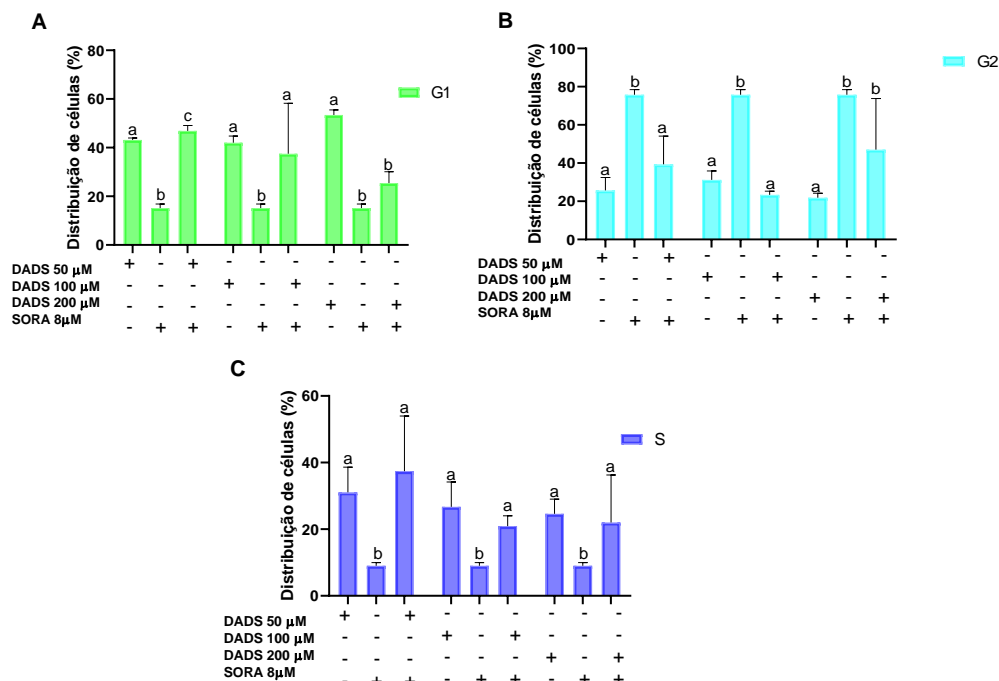 A
Distribuição de células (%)
80
60
40
20
0
a b c a b a a b b
G1
DADS 50 μM + - + - - - - - -
DADS 100 μM - - - + - + - - -
DADS 200 μM - - - - - - + - +
SORA 8μM - + + - + + - + +
B
Distribuição de células (%)
100
80
60
40
20
0
a b a a b a a b b
G2
DADS 50 μM + - + - - - - - -
DADS 100 μM - - - + - + - - -
DADS 200 μM - - - - - - + - +
SORA 8μM - + + - + + - + +
C
Distribuição de células (%)
60
40
20
0
a b a a b a a b a
S
DADS 50 μM + - + - - - - - -
DADS 100 μM - - - + - + - - -
DADS 200 μM - - - - - - + - +
SORA 8μM - + + - + + - + +